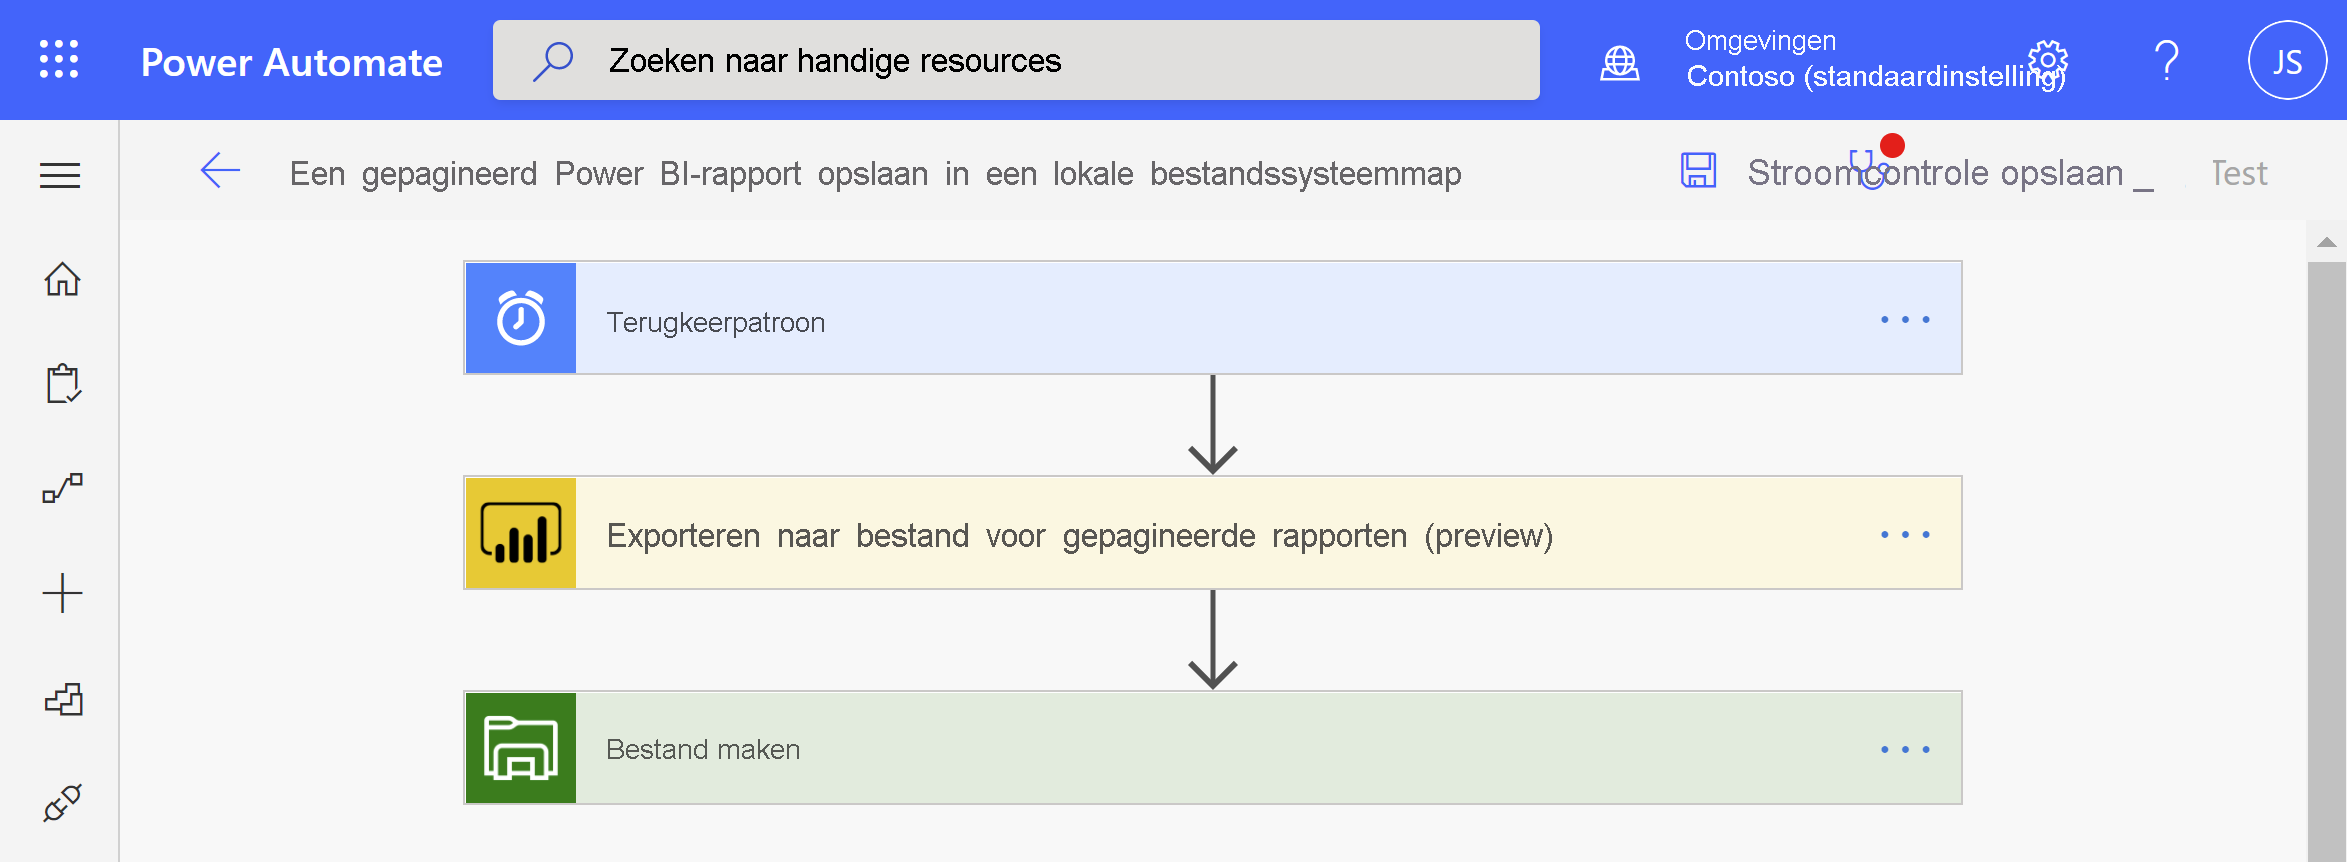 Power Automate
Zoeken naar handige resources
Omgevingen
Contoso (standaardinstelling)
JS
Een gepagineerd Power BI-rapport opslaan in een lokale bestandssysteemmap
Stroomcontrole opslaan _
Test
Terugkeerpatroon
Exporteren naar bestand voor gepagineerde rapporten (preview)
Bestand maken